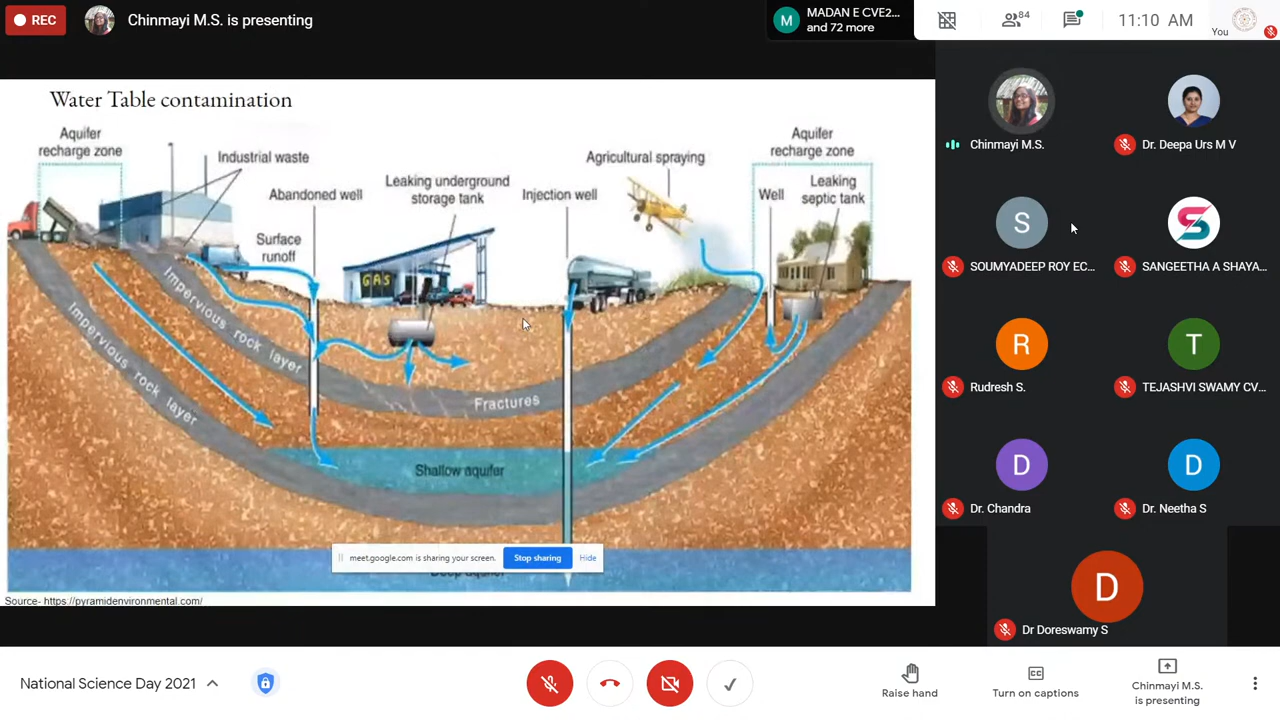 REC
Chinmayi M.S. is presenting
M
MADAN E CVE2...
and 72 more
84
11:10 AM
You
Water Table contamination
Aquifer
recharge zone
Industrial waste
Abandoned well
Leaking underground
storage tank
Injection well
Agricultural spraying
Aquifer
recharge zone
Well
Leaking
septic tank
Surface
runoff
GAS
Impervious rock layer
Impervious rock layer
Fractures
Shallow aquifer
meet.google.com is sharing your screen.
Stop sharing
Hide
Deep aquifer
Source- https://pyramidenvironmental.com/
Chinmayi M.S.
Dr. Deepa Urs M V
S
SOUMYADEEP ROY EC...
S
SANGEETHA A SHAYA...
R
Rudresh S.
T
TEJASHVI SWAMY CV...
D
Dr. Chandra
D
Dr. Neetha S
D
Dr Doreswamy S
National Science Day 2021
Raise hand
CC
Turn on captions
Chinmayi M.S.
is presenting